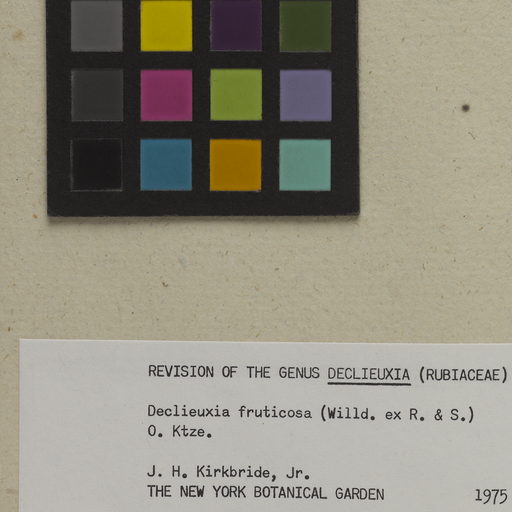 REVISION OF THE GENUS DECLIEUXIA (RUBIACEAE)
Declieuxia fruticosa (Willd. ex R. & S.)
O. Ktze.
J. H. Kirkbride, Jr.
THE NEW YORK BOTANICAL GARDEN 1975